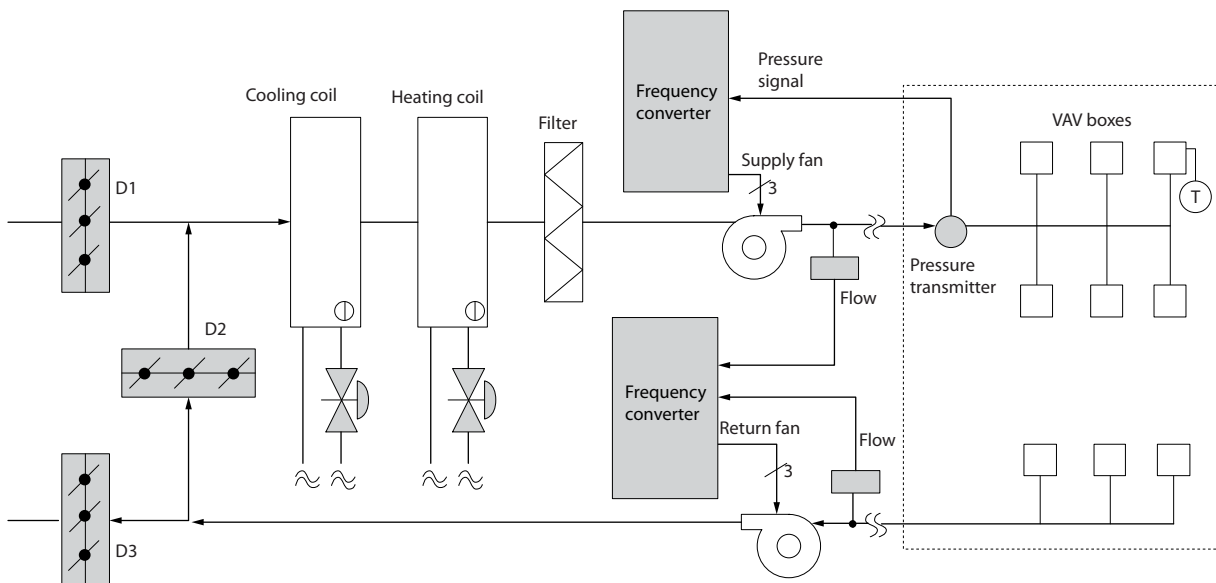 Pressure
signal
Cooling coil
Heating coil
Filter
Frequency
converter
VAV boxes
Supply fan
3
D1
T
Pressure
transmitter
Flow
D2
Frequency
converter
Return fan
Flow
3
D3